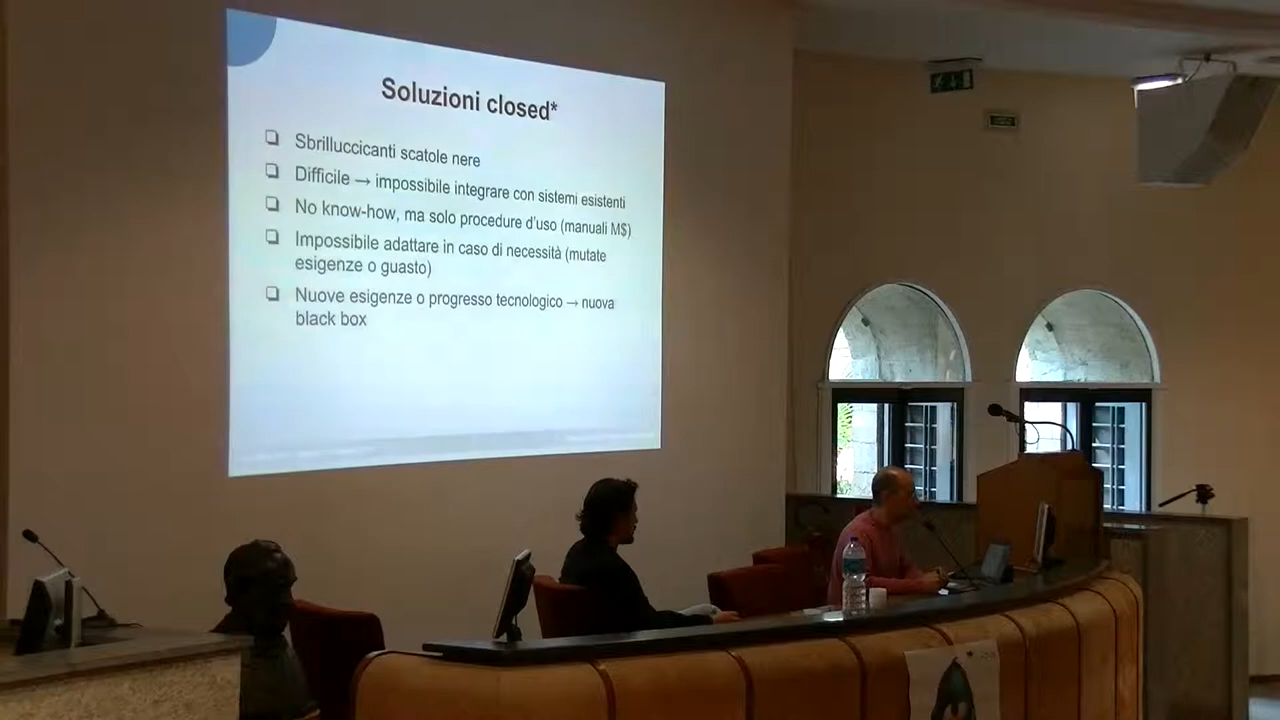 Soluzioni closed*
❏ Sbrilluccicanti scatole nere
❏ Difficile → impossibile integrare con sistemi esistenti
❏ No know-how, ma solo procedure d'uso (manuali M$)
❏ Impossibile adattare in caso di necessità (mutate
esigenze o guasto)
❏ Nuove esigenze o progresso tecnologico → nuova
black box